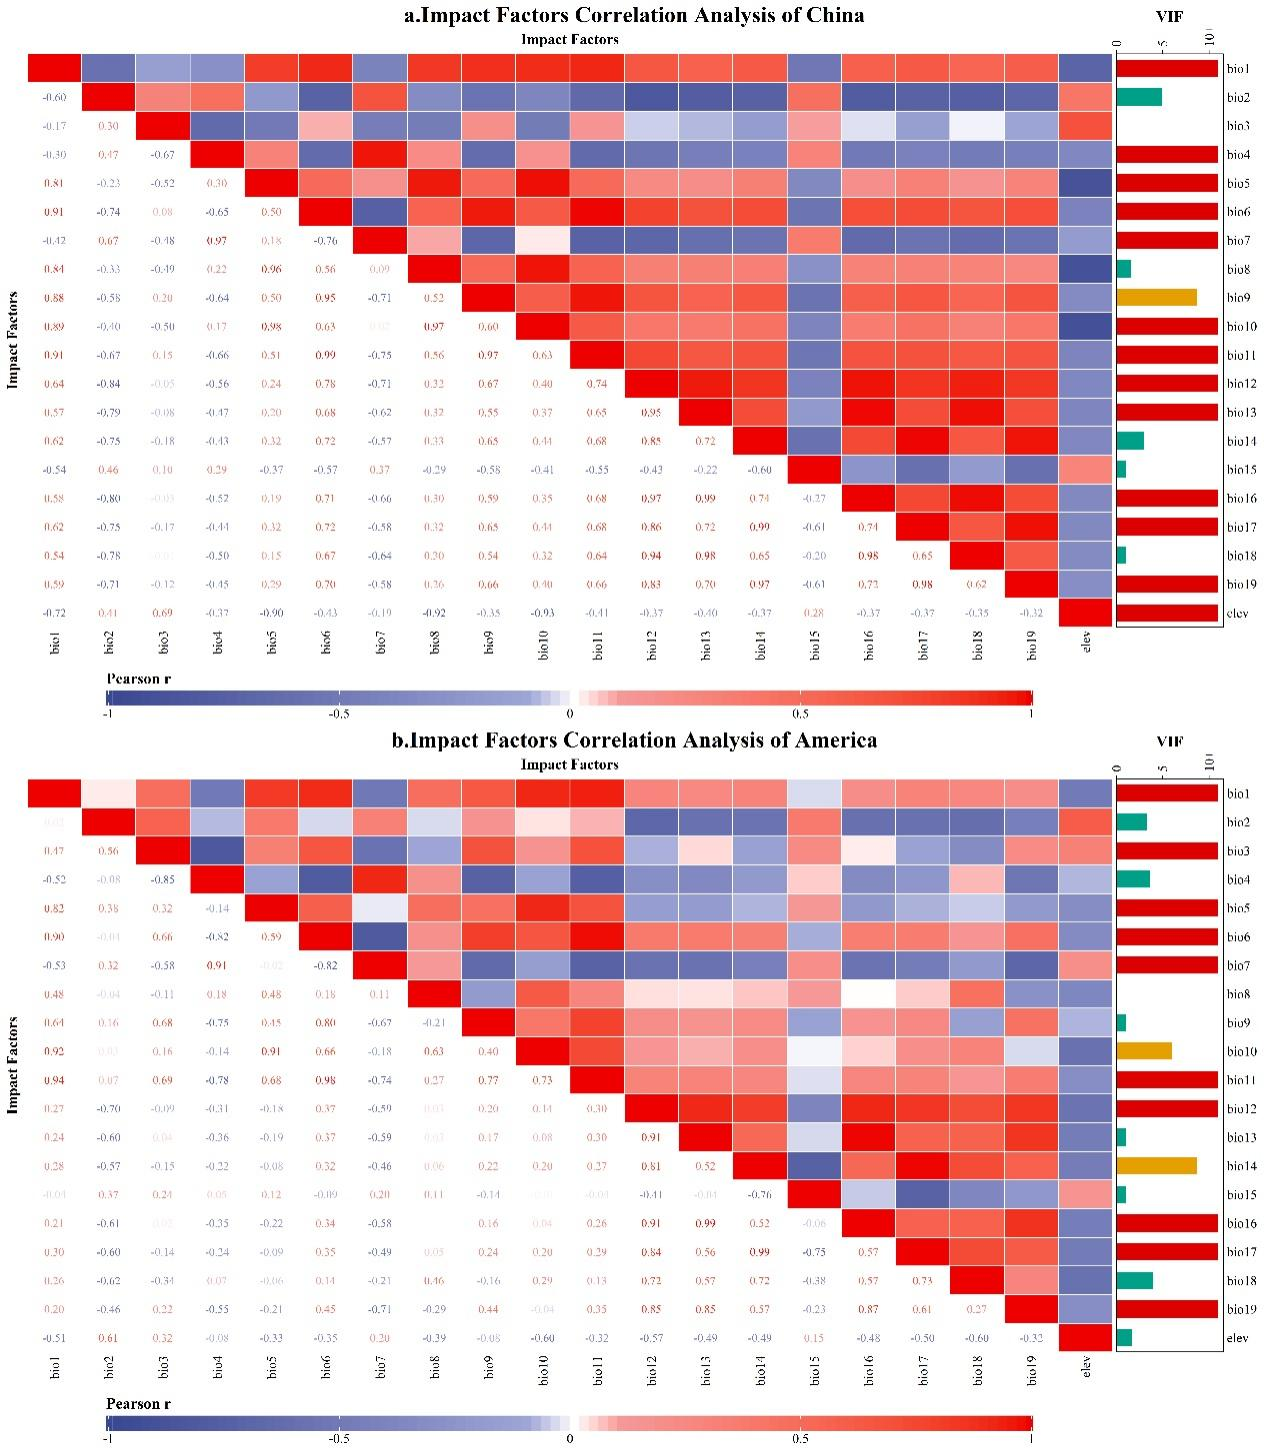 a.Impact Factors Correlation Analysis of China
VIF
Impact Factors
0 5 10+
bio1
-0.60 bio2
-0.17 0.30 bio3
-0.30 0.47 -0.67 bio4
0.81 -0.23 -0.52 0.30 bio5
0.91 -0.74 0.08 -0.65 0.50 bio6
-0.42 0.67 -0.48 0.97 0.18 -0.76 bio7
0.84 -0.33 -0.49 0.22 0.96 0.56 0.09 bio8
0.88 -0.58 0.20 -0.64 0.50 0.95 -0.71 0.52 bio9
0.89 -0.40 -0.50 0.17 0.98 0.63 0.02 0.97 0.60 bio10
0.91 -0.67 0.15 -0.66 0.51 0.99 -0.75 0.56 0.97 0.63 bio11
0.64 -0.84 -0.05 -0.56 0.24 0.78 -0.71 0.32 0.67 0.40 0.74 bio12
0.57 -0.79 -0.08 -0.47 0.20 0.68 -0.62 0.32 0.55 0.37 0.65 0.95 bio13
0.62 -0.75 -0.18 -0.43 0.32 0.72 -0.57 0.33 0.65 0.44 0.68 0.85 0.72 bio14
-0.54 0.46 0.10 0.29 -0.37 -0.57 0.37 -0.29 -0.58 -0.41 -0.55 -0.43 -0.22 -0.60 bio15
0.58 -0.80 -0.03 -0.52 0.19 0.71 -0.66 0.30 0.59 0.35 0.68 0.97 0.99 0.74 -0.27 bio16
0.62 -0.75 -0.17 -0.44 0.32 0.72 -0.58 0.32 0.65 0.44 0.68 0.86 0.72 0.99 -0.61 0.74 bio17
0.54 -0.78 -0.50 0.15 0.67 -0.64 0.30 0.54 0.32 0.64 0.94 0.98 0.65 -0.20 0.98 0.65 bio18
0.59 -0.71 -0.12 -0.45 0.29 0.70 -0.58 0.26 0.66 0.40 0.66 0.83 0.70 0.97 -0.61 0.72 0.98 0.62 bio19
-0.72 0.41 0.69 -0.37 -0.90 -0.43 -0.19 -0.92 -0.35 -0.93 -0.41 -0.37 -0.40 -0.37 0.28 -0.37 -0.37 -0.35 -0.32 elev
Impact Factors
bio1 bio2 bio3 bio4 bio5 bio6 bio7 bio8 bio9 bio10 bio11 bio12 bio13 bio14 bio15 bio16 bio17 bio18 bio19 elev
Pearson r
-1 -0.5 0 0.5 1
b.Impact Factors Correlation Analysis of America
VIF
Impact Factors
0 5 10+
bio1
0.02 bio2
0.47 0.56 bio3
-0.52 -0.08 -0.85 bio4
0.82 0.38 0.32 -0.14 bio5
0.90 -0.04 0.66 -0.82 0.59 bio6
-0.53 0.32 -0.58 0.91 -0.02 -0.82 bio7
0.48 -0.04 -0.11 0.18 0.48 0.18 0.11 bio8
0.64 0.16 0.68 -0.75 0.45 0.80 -0.67 -0.21 bio9
0.92 0.03 0.16 -0.14 0.91 0.66 -0.18 0.63 0.40 bio10
0.94 0.07 0.69 -0.78 0.68 0.98 -0.74 0.27 0.77 0.73 bio11
0.27 -0.70 -0.09 -0.31 -0.18 0.37 -0.59 0.03 0.20 0.14 0.30 bio12
0.24 -0.60 0.04 -0.36 -0.19 0.37 -0.59 0.03 0.17 0.08 0.30 0.91 bio13
0.28 -0.57 -0.15 -0.22 -0.08 0.32 -0.46 0.06 0.22 0.20 0.27 0.81 0.52 bio14
-0.04 0.37 0.24 0.05 0.12 -0.09 0.20 0.11 -0.14 -0.04 -0.41 -0.04 -0.76 bio15
0.21 -0.61 0.02 -0.35 -0.22 0.34 -0.58 0.16 0.04 0.26 0.91 0.99 0.52 -0.06 bio16
0.30 -0.60 -0.14 -0.24 -0.09 0.35 -0.49 0.05 0.24 0.20 0.29 0.84 0.56 0.99 -0.75 0.57 bio17
0.26 -0.62 -0.34 0.07 -0.06 0.14 -0.21 0.46 -0.16 0.29 0.13 0.72 0.57 0.72 -0.38 0.57 0.73 bio18
0.20 -0.46 0.22 -0.55 -0.21 0.45 -0.71 -0.29 0.44 -0.04 0.35 0.85 0.85 0.57 -0.23 0.87 0.61 0.27 bio19
-0.51 0.61 0.32 -0.08 -0.33 -0.35 0.20 -0.39 -0.08 -0.60 -0.32 -0.57 -0.49 -0.49 0.15 -0.48 -0.50 -0.60 -0.32 elev
Impact Factors
bio1 bio2 bio3 bio4 bio5 bio6 bio7 bio8 bio9 bio10 bio11 bio12 bio13 bio14 bio15 bio16 bio17 bio18 bio19 elev
Pearson r
-1 -0.5 0 0.5 1